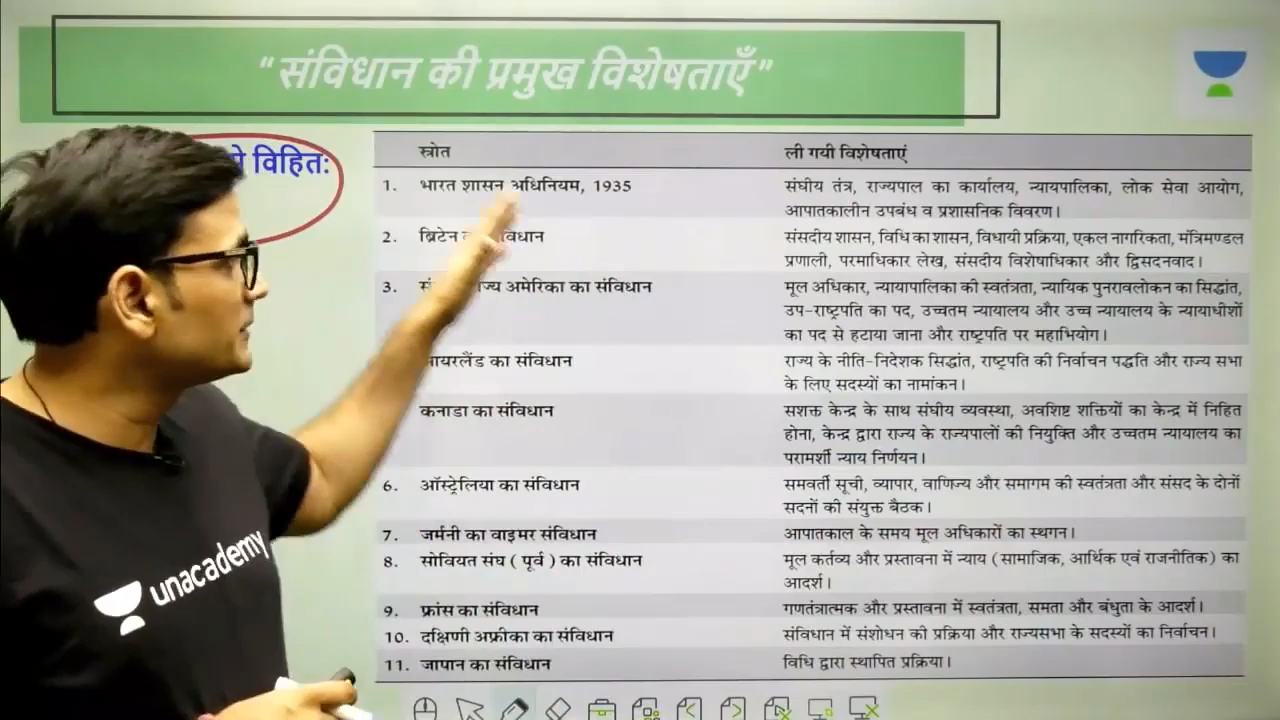 “संविधान की प्रमुख विशेषताएँ”
विहित:
स्त्रोत ली गयी विशेषताएं
1. भारत शासन अधिनियम, 1935 संघीय तंत्र, राज्यपाल का कार्यालय, न्यायपालिका, लोक सेवा आयोग,
आपातकालीन उपबंध व प्रशासनिक विवरण।
2. ब्रिटेन संसदीय शासन, विधि का शासन, विधायी प्रक्रिया, एकल नागरिकता, मंत्रिमण्डल
प्रणाली, परमाधिकार लेख, संसदीय विशेषाधिकार और द्विसदनवाद।
3. अमेरिका का संविधान मूल अधिकार, न्यायापालिका की स्वतंत्रता, न्यायिक पुनरावलोकन का सिद्धांत,
उप-राष्ट्रपति का पद, उच्चतम न्यायालय और उच्च न्यायालय के न्यायाधीशों
का पद से हटाया जाना और राष्ट्रपति पर महाभियोग।
का संविधान राज्य के नीति-निदेशक सिद्धांत, राष्ट्रपति की निर्वाचन पद्धति और राज्य सभा
के लिए सदस्यों का नामांकन।
कनाडा का संविधान सशक्त केन्द्र के साथ संघीय व्यवस्था, अवशिष्ट शक्तियों का केन्द्र में निहित
होना, केन्द्र द्वारा राज्य के राज्यपालों की नियुक्ति और उच्चतम न्यायालय का
परामर्शी न्याय निर्णयन।
6. ऑस्ट्रेलिया का संविधान समवर्ती सूची, व्यापार, वाणिज्य और समागम की स्वतंत्रता और संसद के दोनों
सदनों की संयुक्त बैठक।
7. जर्मनी का वाइमर संविधान आपातकाल के समय मूल अधिकारों का स्थगन।
8. सोवियत संघ ( पूर्व ) का संविधान मूल कर्तव्य और प्रस्तावना में न्याय (सामाजिक, आर्थिक एवं राजनीतिक) का
आदर्श।
9. फ्रांस का संविधान गणतंत्रात्मक और प्रस्तावना में स्वतंत्रता, समता और बंधुता के आदर्श।
10. दक्षिणी अफ्रीका का संविधान संविधान में संशोधन की प्रक्रिया और राज्यसभा के सदस्यों का निर्वाचन।
11. जापान का संविधान विधि द्वारा स्थापित प्रक्रिया।
unacademy